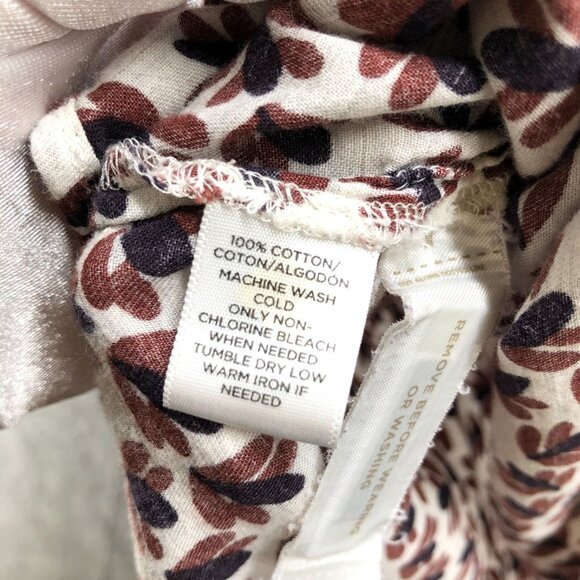 100% COTTON/
COTON/ALGODÓN
MACHINE WASH
COLD
ONLY NON-
CHLORINE BLEACH
WHEN NEEDED
TUMBLE DRY LOW
WARM IRON IF
NEEDED
REMOVE BEFORE WEARING
OR WASHING